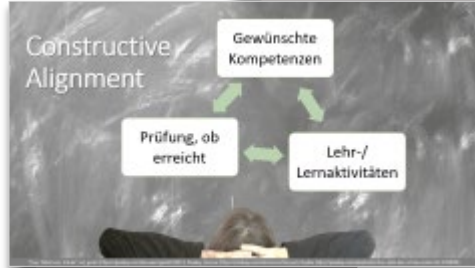 Constructive
Alignment
Gewünschte
Kompetenzen
Prüfung, ob
erreicht
Lehr-/
Lernaktivitäten